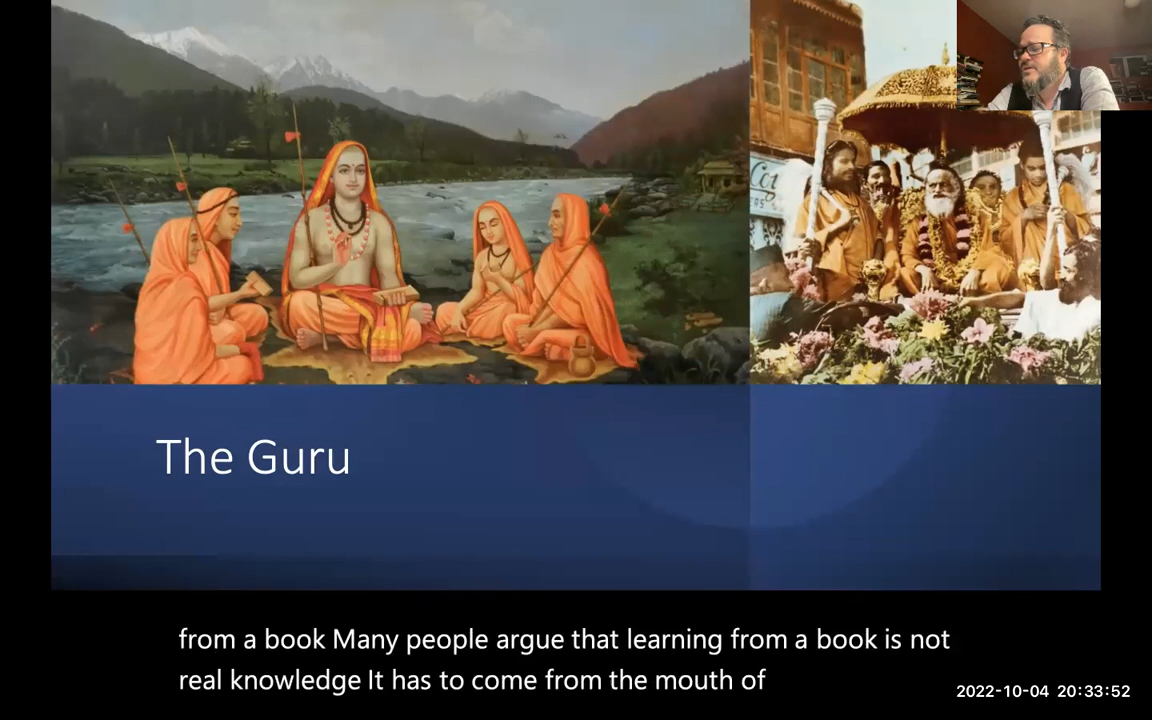 The Guru
from a book Many people argue that learning from a book is not
real knowledge It has to come from the mouth of
2022-10-04 20:33:52